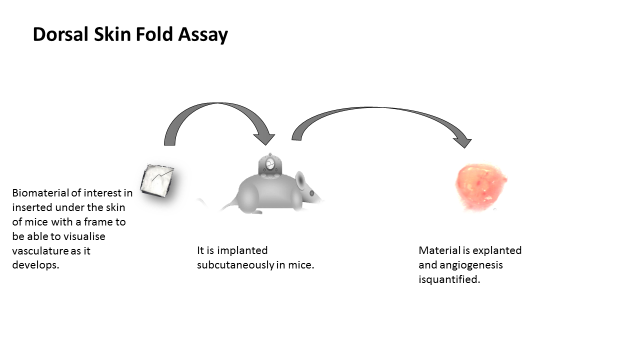 Dorsal Skin Fold Assay
Biomaterial of interest in
inserted under the skin
of mice with a frame to
be able to visualise
vasculature as it
develops.
It is implanted
subcutaneously in mice.
Material is explanted
and angiogenesis
isquantified.